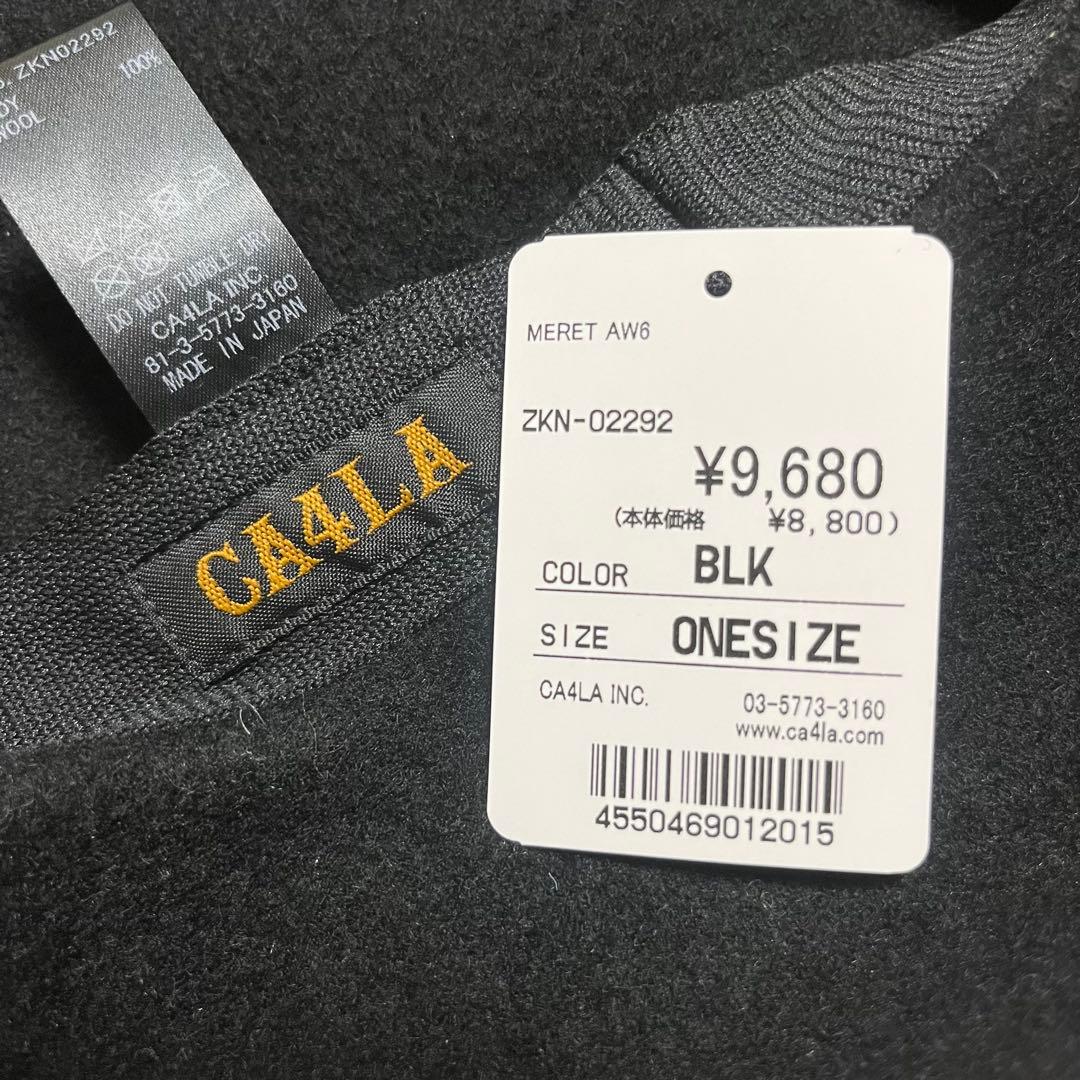 ZKN02292
100%
WOOL
DO NOT TUMBLE DRY
CA4LA INC.
81-3-5773-3160
MADE IN JAPAN
CA4LA
MERET AW6
ZKN-02292
¥9,680
(本体価格 ¥8,800)
COLOR BLK
SIZE ONESIZE
CA4LA INC. 03-5773-3160
www.ca4la.com
4550469012015